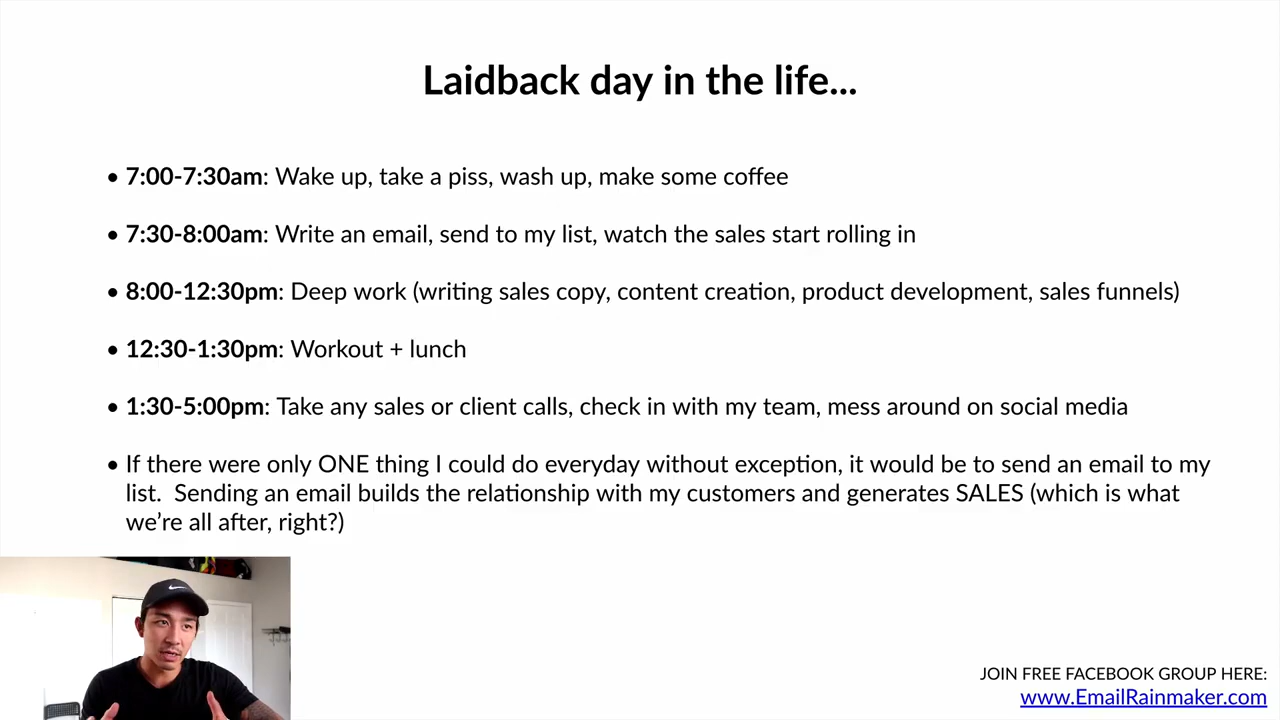 Laidback day in the life...
• 7:00-7:30am: Wake up, take a piss, wash up, make some coffee
• 7:30-8:00am: Write an email, send to my list, watch the sales start rolling in
• 8:00-12:30pm: Deep work (writing sales copy, content creation, product development, sales funnels)
• 12:30-1:30pm: Workout + lunch
• 1:30-5:00pm: Take any sales or client calls, check in with my team, mess around on social media
• If there were only ONE thing I could do everyday without exception, it would be to send an email to my
list.  Sending an email builds the relationship with my customers and generates SALES (which is what
we’re all after, right?)
JOIN FREE FACEBOOK GROUP HERE:
www.EmailRainmaker.com